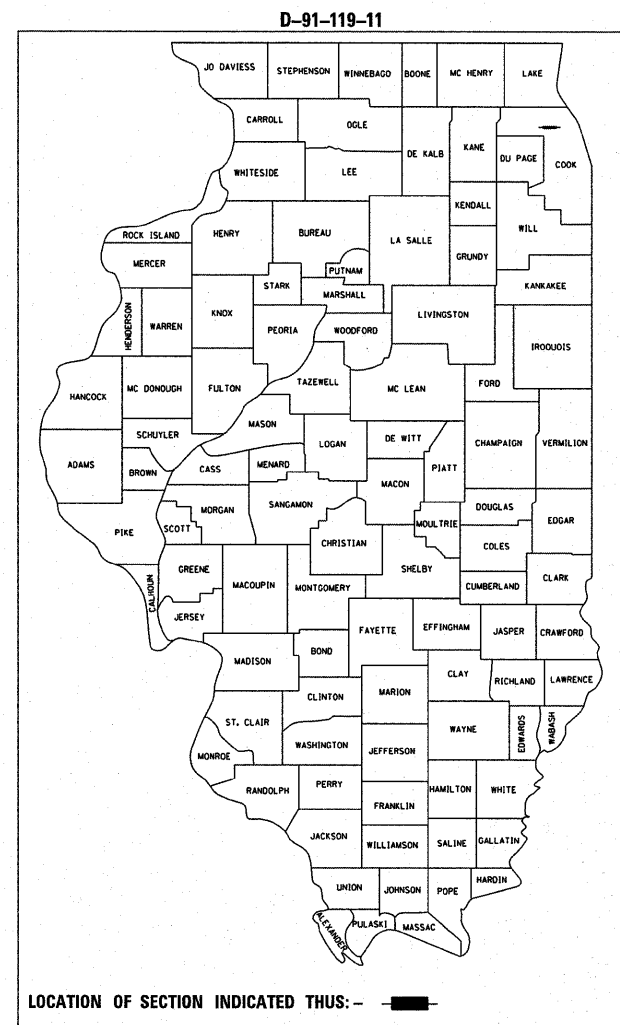 D-91-119-11
JO DAVIESS
STEPHENSON
WINNEBAGO
BOONE
MC HENRY
LAKE
CARROLL
OGLE
DE KALB
KANE
DU PAGE
COOK
WHITESIDE
LEE
KENDALL
WILL
ROCK ISLAND
HENRY
BUREAU
LA SALLE
GRUNDY
MERCER
PUTNAM
STARK
MARSHALL
KANKAKEE
HENDERSON
WARREN
KNOX
PEORIA
WOODFORD
LIVINGSTON
IROQUOIS
HANCOCK
MC DONOUGH
FULTON
TAZEWELL
MC LEAN
FORD
SCHUYLER
MASON
LOGAN
DE WITT
CHAMPAIGN
VERMILION
ADAMS
BROWN
CASS
MENARD
MACON
PIATT
PIKE
SCOTT
MORGAN
SANGAMON
CHRISTIAN
MOULTRIE
DOUGLAS
EDGAR
COLES
CALHOUN
GREENE
MACOUPIN
MONTGOMERY
SHELBY
CUMBERLAND
CLARK
JERSEY
FAYETTE
EFFINGHAM
JASPER
CRAWFORD
MADISON
BOND
CLINTON
MARION
CLAY
RICHLAND
LAWRENCE
ST. CLAIR
WASHINGTON
JEFFERSON
WAYNE
EDWARDS
WABASH
MONROE
RANDOLPH
PERRY
FRANKLIN
HAMILTON
WHITE
JACKSON
WILLIAMSON
SALINE
GALLATIN
UNION
JOHNSON
POPE
HARDIN
ALEXANDER
PULASKI
MASSAC
LOCATION OF SECTION INDICATED THUS: -